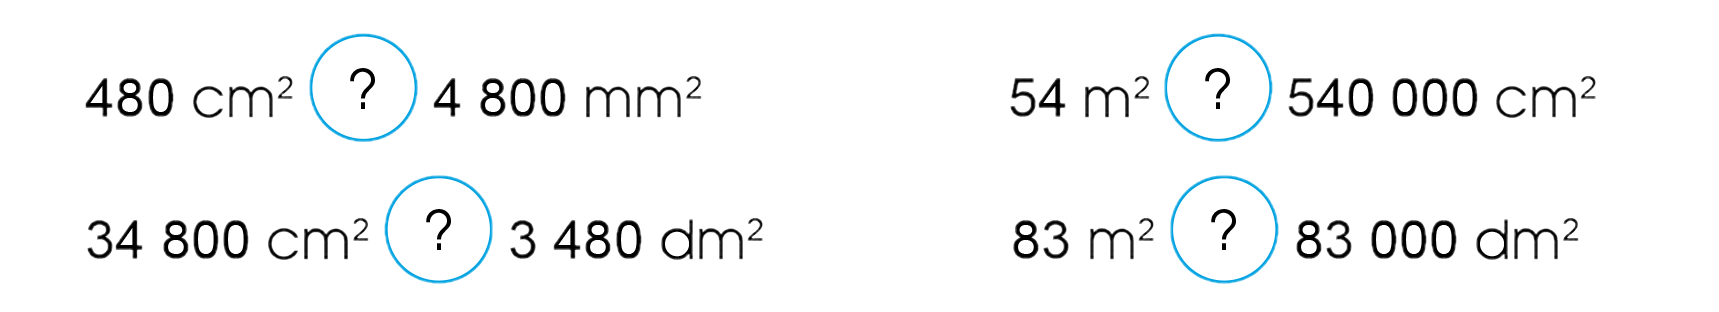 480 cm² ? 4 800 mm² 54 m² ? 540 000 cm²
34 800 cm² ? 3 480 dm² 83 m² ? 83 000 dm²